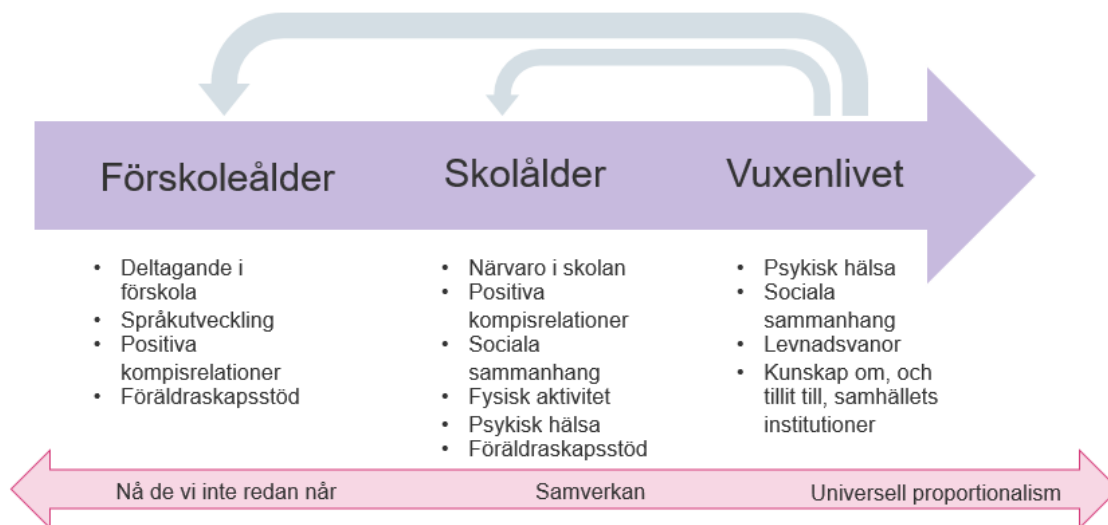 Förskoleålder
Skolålder
Vuxenlivet
• Deltagande i
förskola
• Språkutveckling
• Positiva
kompisrelationer
• Föräldraskapsstöd
• Närvaro i skolan
• Positiva
kompisrelationer
• Sociala
sammanhang
• Fysisk aktivitet
• Psykisk hälsa
• Föräldraskapsstöd
• Psykisk hälsa
• Sociala
sammanhang
• Levnadsvanor
• Kunskap om, och
tillit till, samhällets
institutioner
Nå de vi inte redan når
Samverkan
Universell proportionalism